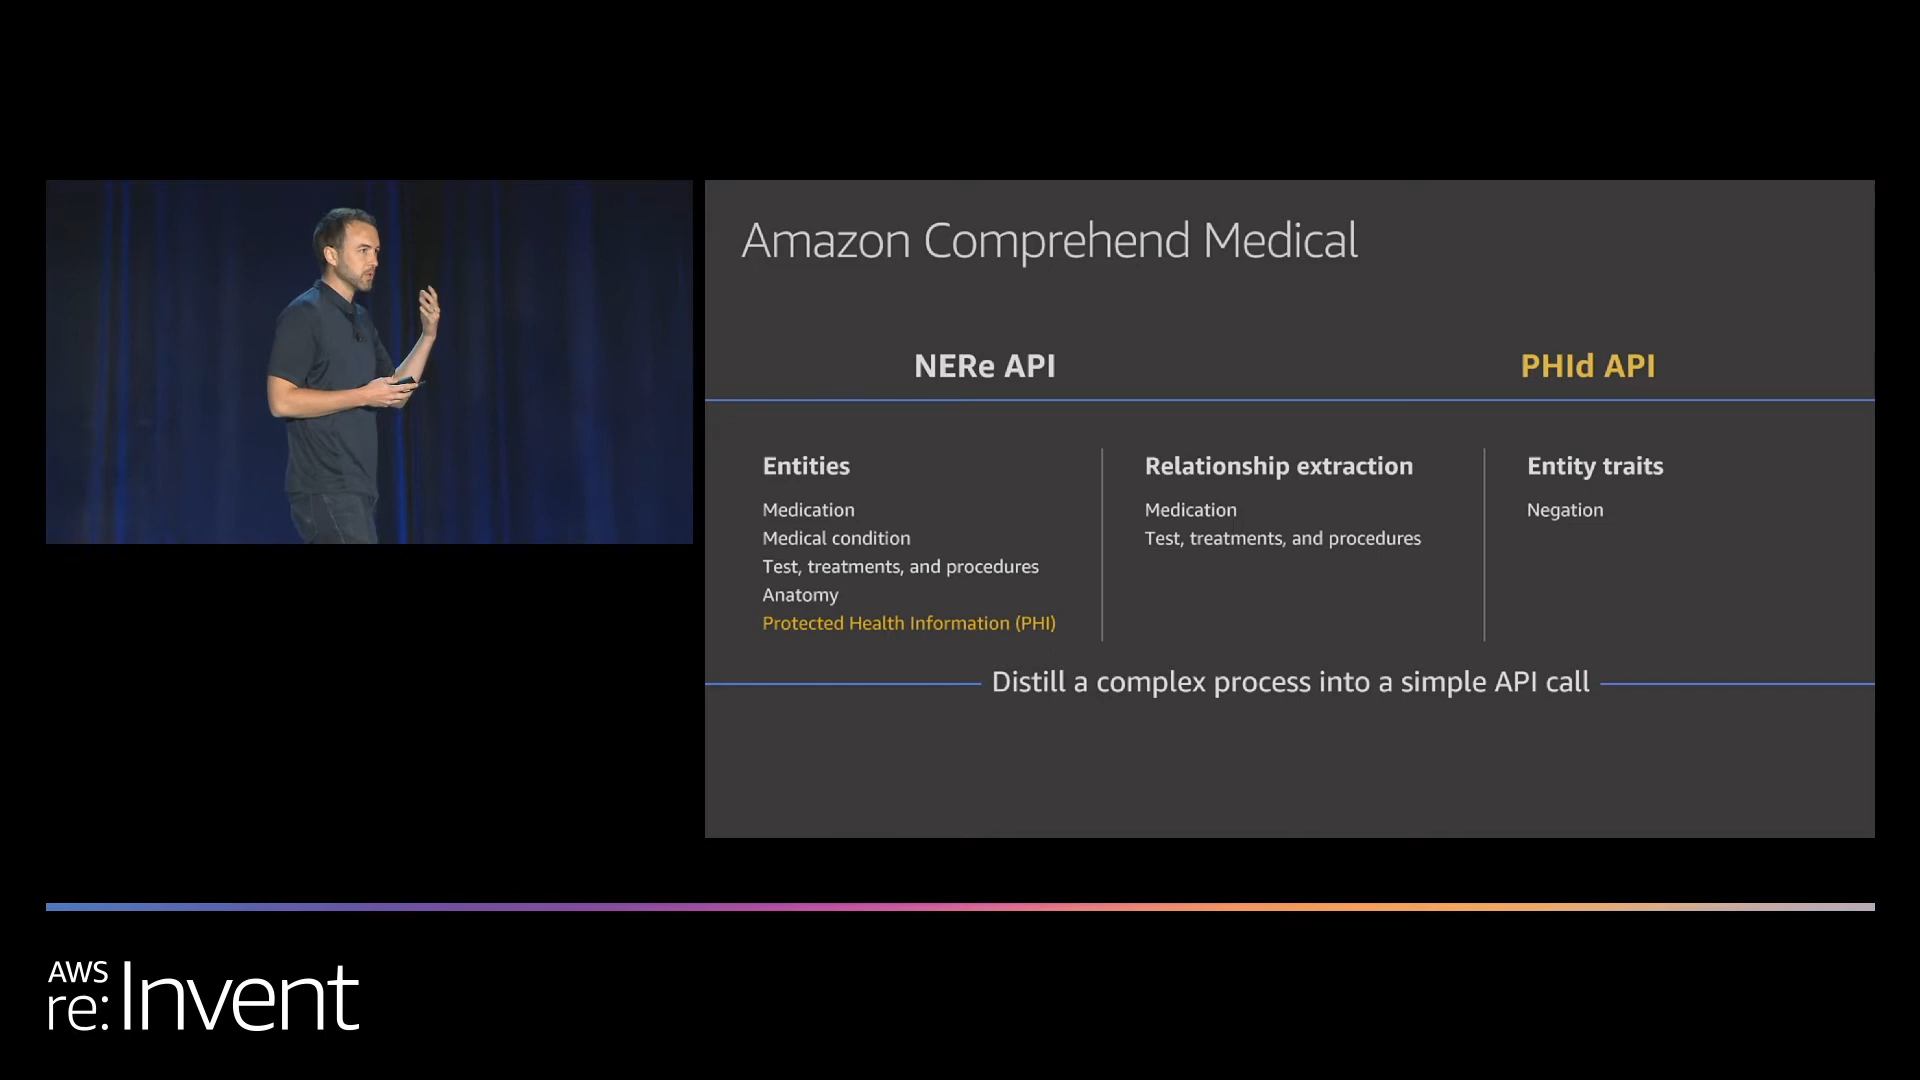 Amazon Comprehend Medical
NERe API
PHId API
Entities
Medication
Medical condition
Test, treatments, and procedures
Anatomy
Protected Health Information (PHI)
Relationship extraction
Medication
Test, treatments, and procedures
Entity traits
Negation
Distill a complex process into a simple API call
AWS
re:Invent